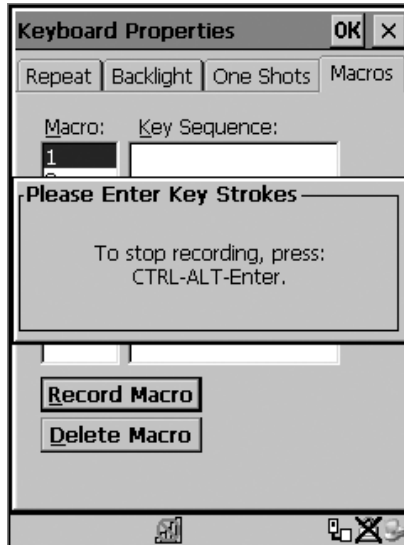 Keyboard Properties OK ×
Repeat Backlight One Shots Macros
Macro: Key Sequence:
1
Please Enter Key Strokes
To stop recording, press:
CTRL-ALT-Enter.
Record Macro
Delete Macro